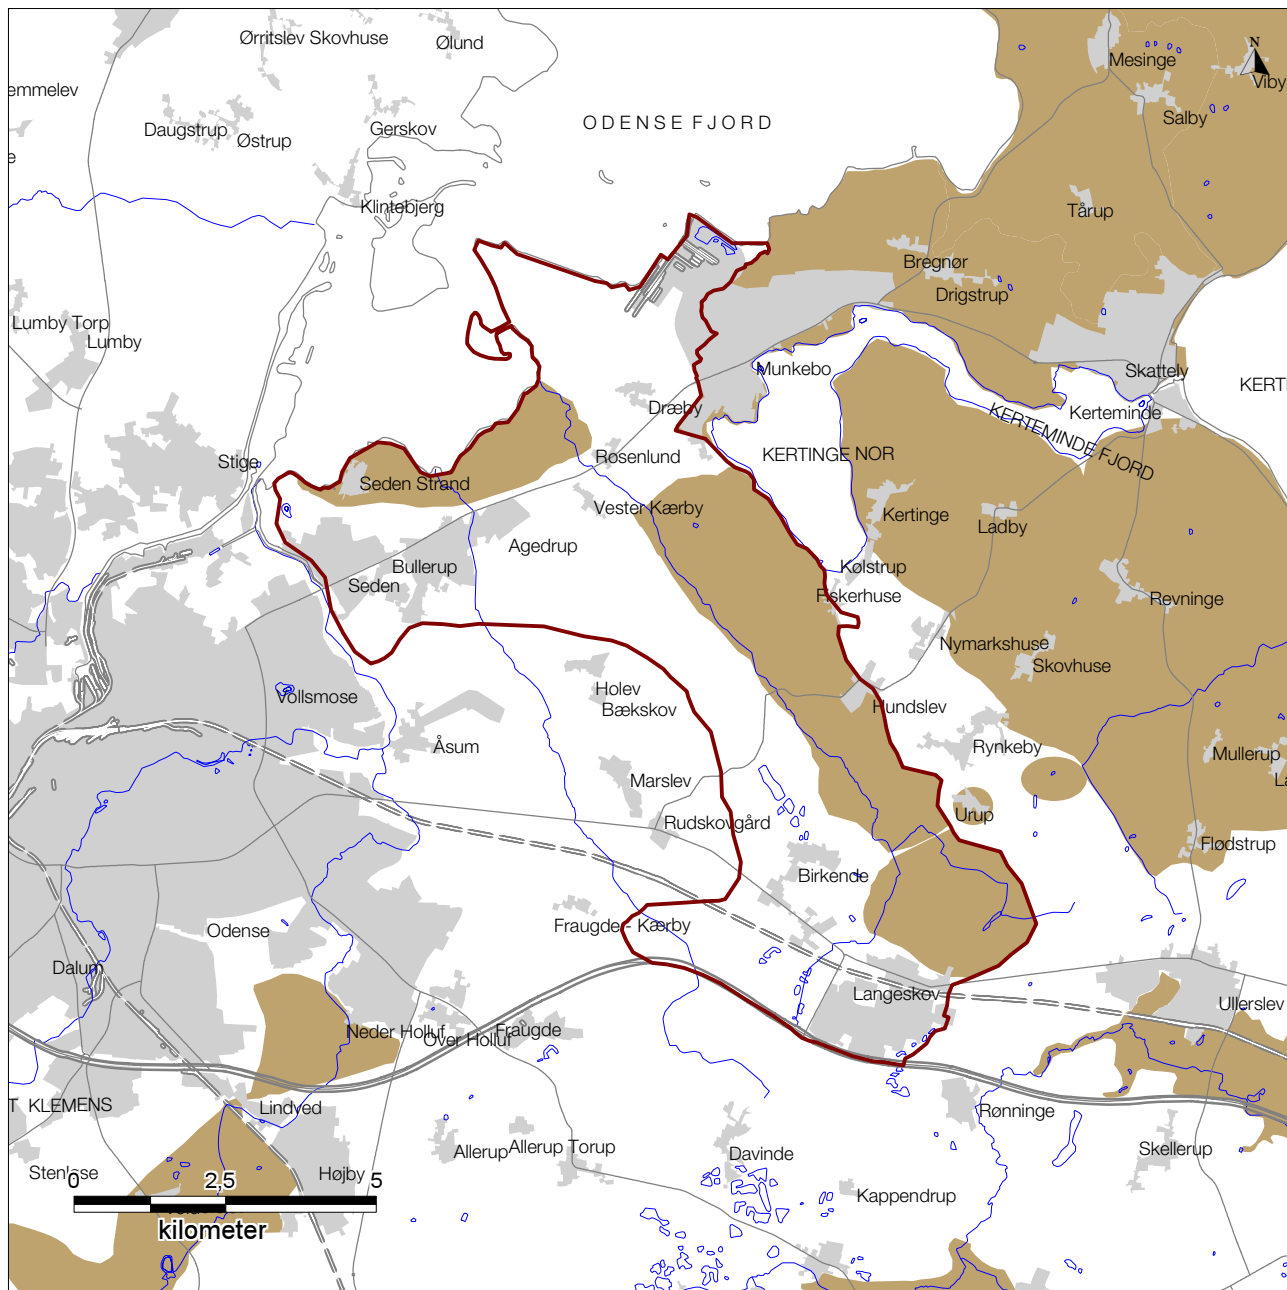 Ørritslev Skovhuse
Ølund
Mesinge
N
Viby
emmelev
Salby
ODENSE FJORD
Daugstrup
Østrup
Gerskov
e
Klintebjerg
Tårup
Bregnør
Drigstrup
Lumby Torp
Lumby
Munkebo
Skattely
KERT
Dræby
KERTEMINDE FJORD
Kerteminde
Stige
Rosenlund
KERTINGE NOR
Seden Strand
Vester Kærby
Kertinge
Ladby
Agedrup
Bullerup
Seden
Kølstrup
Fiskerhuse
Revninge
Nymarkshuse
Skovhuse
Vollsmose
Holev
Bækskov
Hundslev
Åsum
Rynkeby
Mullerup
Marslev
La
Rudskovgård
Urup
Flødstrup
Birkende
Odense
Fraugde - Kærby
Dalum
Langeskov
Ullerslev
Neder Holluf
Over Holluf
Fraugde
T KLEMENS
Lindved
Rønninge
Allerup
Allerup Torup
Davinde
Skellerup
Stenløse
Højby
Kappendrup
0 2,5 5
kilometer